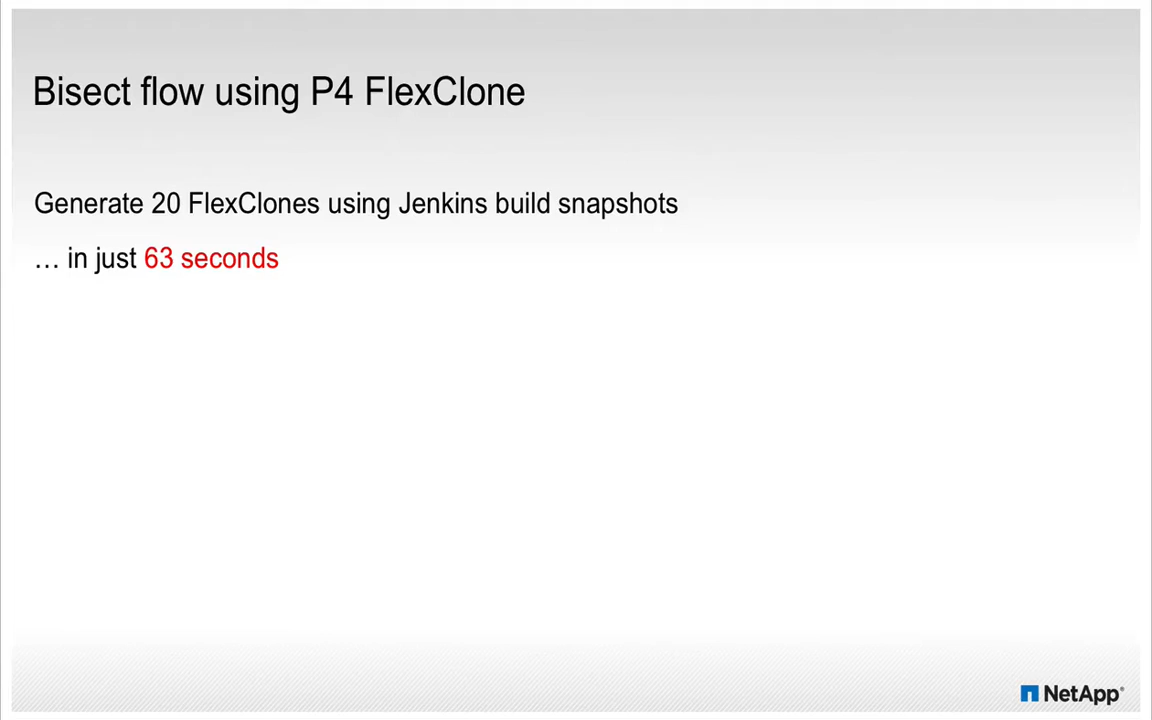 Bisect flow using P4 FlexClone
Generate 20 FlexClones using Jenkins build snapshots
… in just 63 seconds
NetApp®